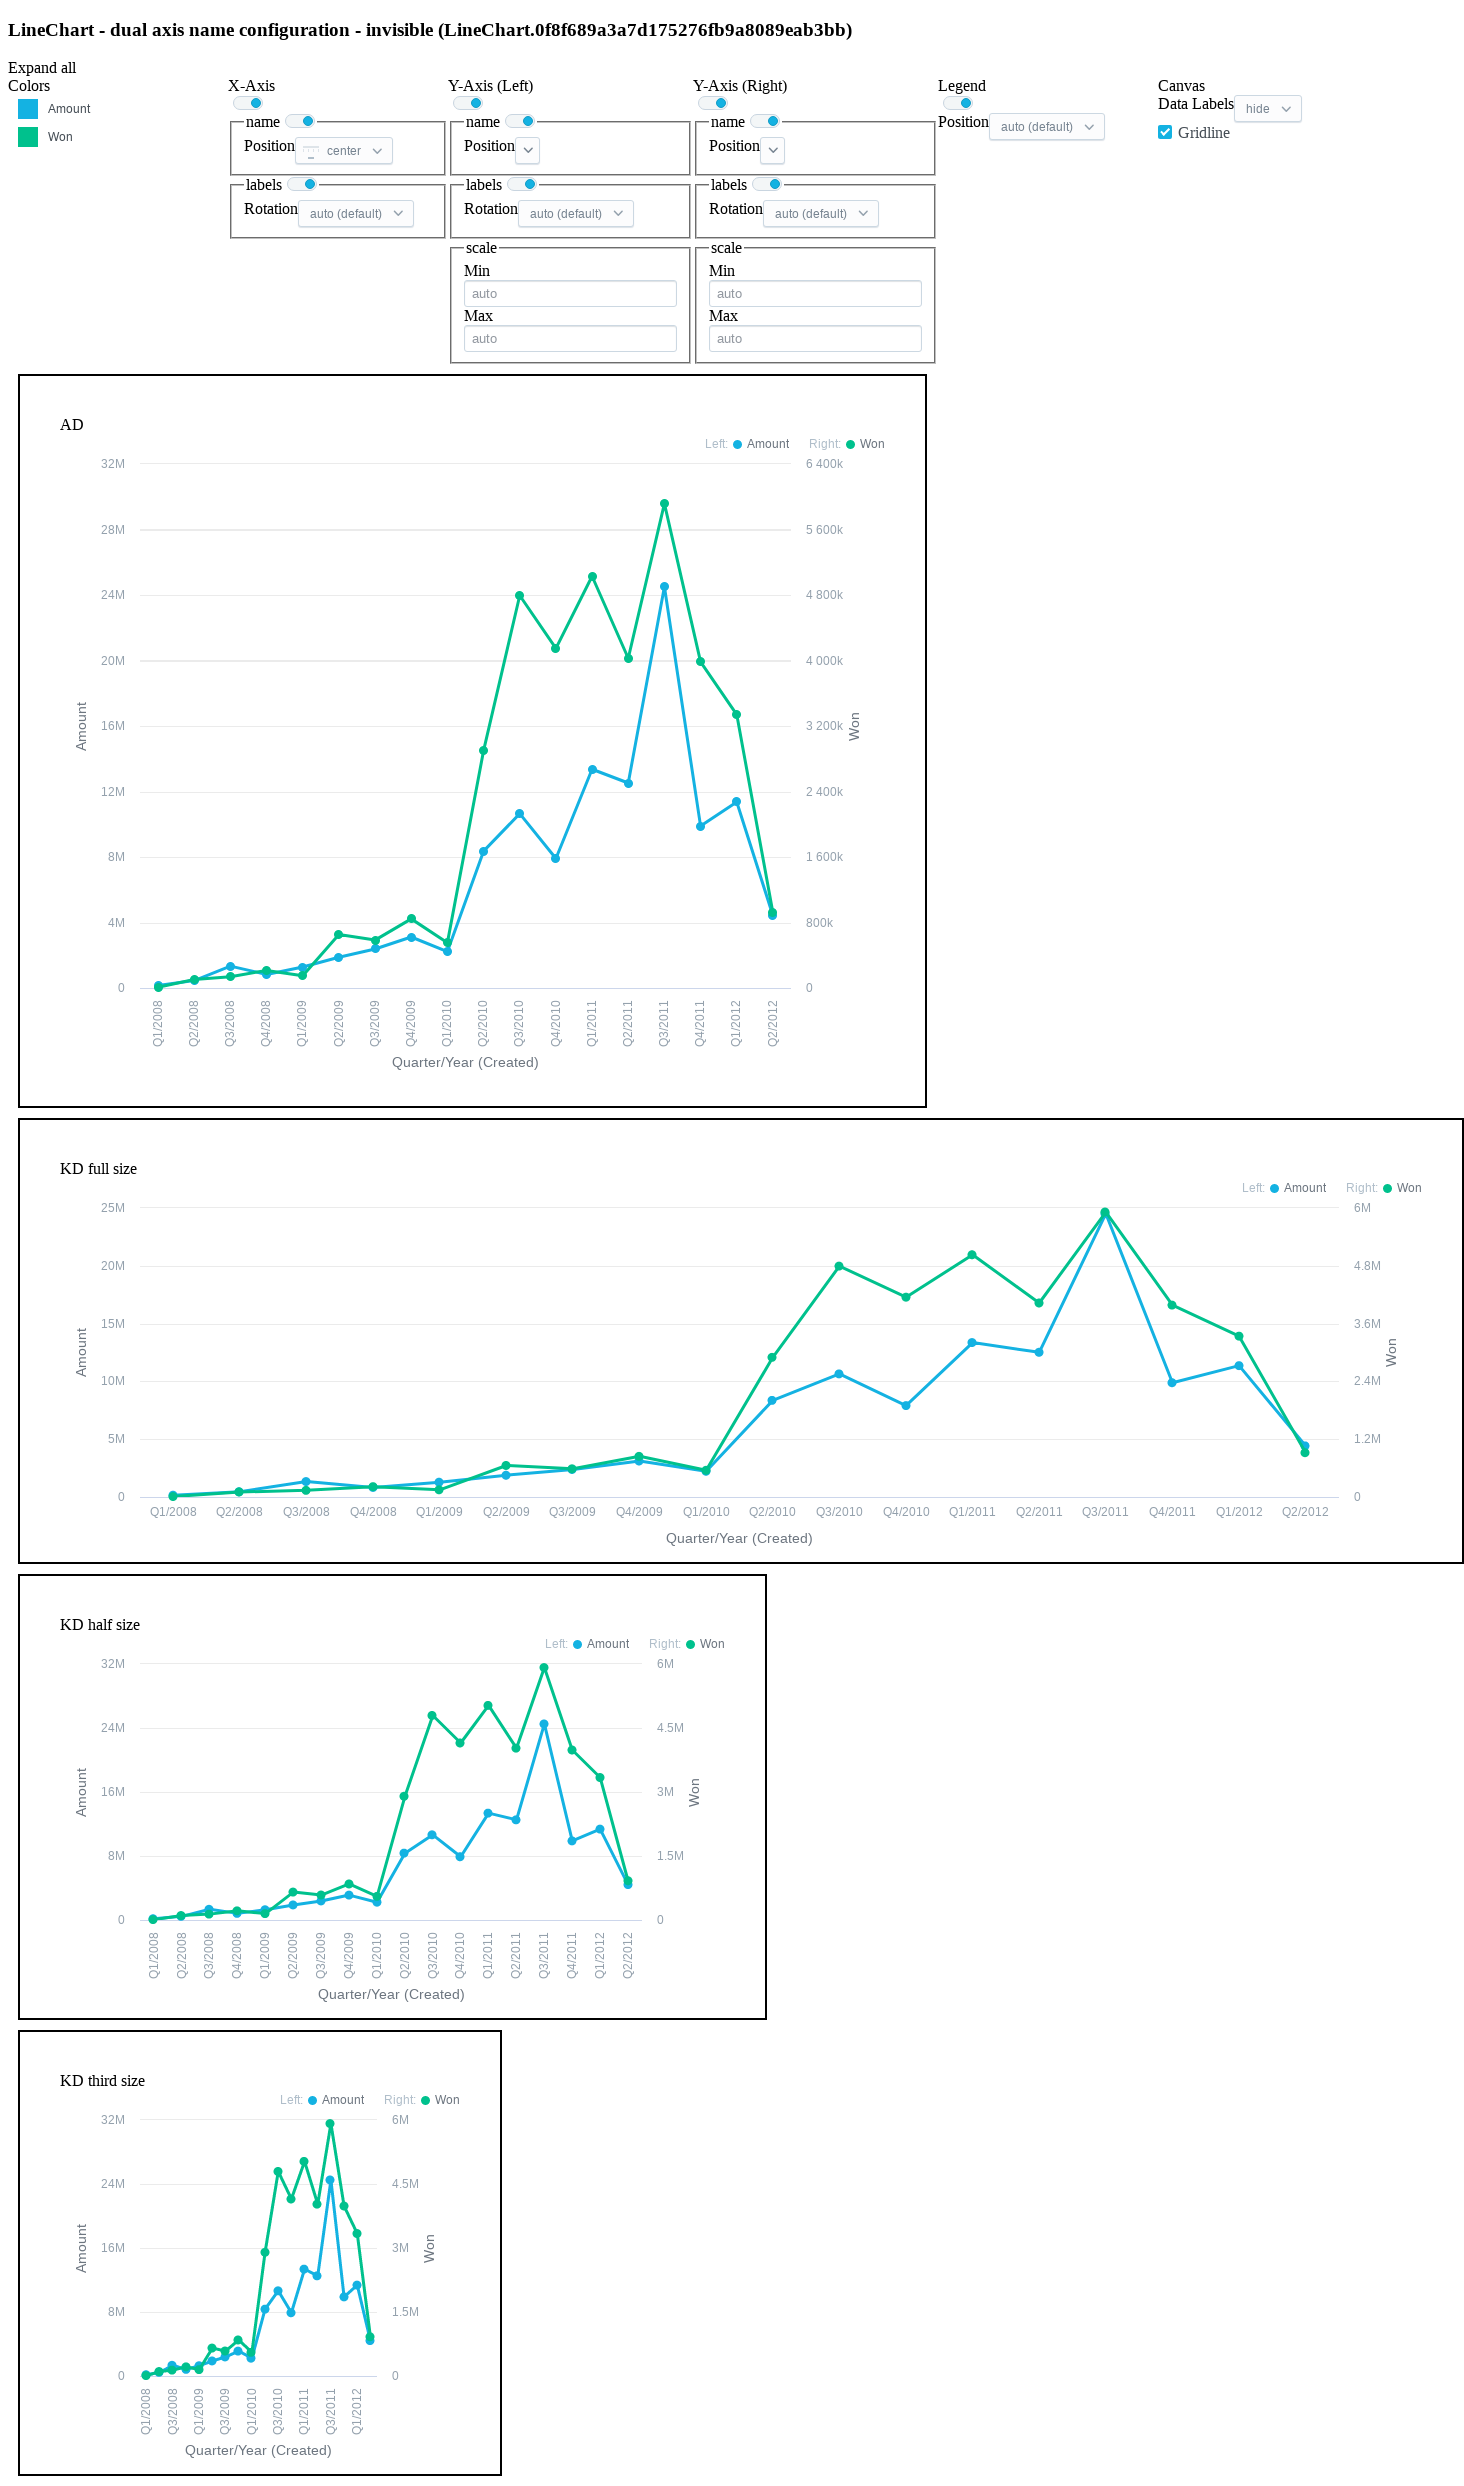 LineChart - dual axis name configuration - invisible (LineChart.0f8f689a3a7d175276fb9a8089eab3bb)
Expand all
Colors
Amount
Won
X-Axis
name
Position center
labels
Rotation auto (default)
Y-Axis (Left)
name
Position
labels
Rotation auto (default)
scale
Min
auto
Max
auto
Y-Axis (Right)
name
Position
labels
Rotation auto (default)
scale
Min
auto
Max
auto
Legend
Position auto (default)
Canvas
Data Labels hide
Gridline
AD
Left: Amount Right: Won
32M 6 400k
28M 5 600k
24M 4 800k
20M 4 000k
16M 3 200k
12M 2 400k
8M 1 600k
4M 800k
0 0
Amount
Won
Q1/2008 Q2/2008 Q3/2008 Q4/2008 Q1/2009 Q2/2009 Q3/2009 Q4/2009 Q1/2010 Q2/2010 Q3/2010 Q4/2010 Q1/2011 Q2/2011 Q3/2011 Q4/2011 Q1/2012 Q2/2012
Quarter/Year (Created)
KD full size
Left: Amount Right: Won
25M 6M
20M 4.8M
15M 3.6M
10M 2.4M
5M 1.2M
0 0
Amount
Won
Q1/2008 Q2/2008 Q3/2008 Q4/2008 Q1/2009 Q2/2009 Q3/2009 Q4/2009 Q1/2010 Q2/2010 Q3/2010 Q4/2010 Q1/2011 Q2/2011 Q3/2011 Q4/2011 Q1/2012 Q2/2012
Quarter/Year (Created)
KD half size
Left: Amount Right: Won
32M 6M
24M 4.5M
16M 3M
8M 1.5M
0 0
Amount
Won
Q1/2008 Q2/2008 Q3/2008 Q4/2008 Q1/2009 Q2/2009 Q3/2009 Q4/2009 Q1/2010 Q2/2010 Q3/2010 Q4/2010 Q1/2011 Q2/2011 Q3/2011 Q4/2011 Q1/2012 Q2/2012
Quarter/Year (Created)
KD third size
Left: Amount Right: Won
32M 6M
24M 4.5M
16M 3M
8M 1.5M
0 0
Amount
Won
Q1/2008 Q3/2008 Q1/2009 Q3/2009 Q1/2010 Q3/2010 Q1/2011 Q3/2011 Q1/2012
Quarter/Year (Created)